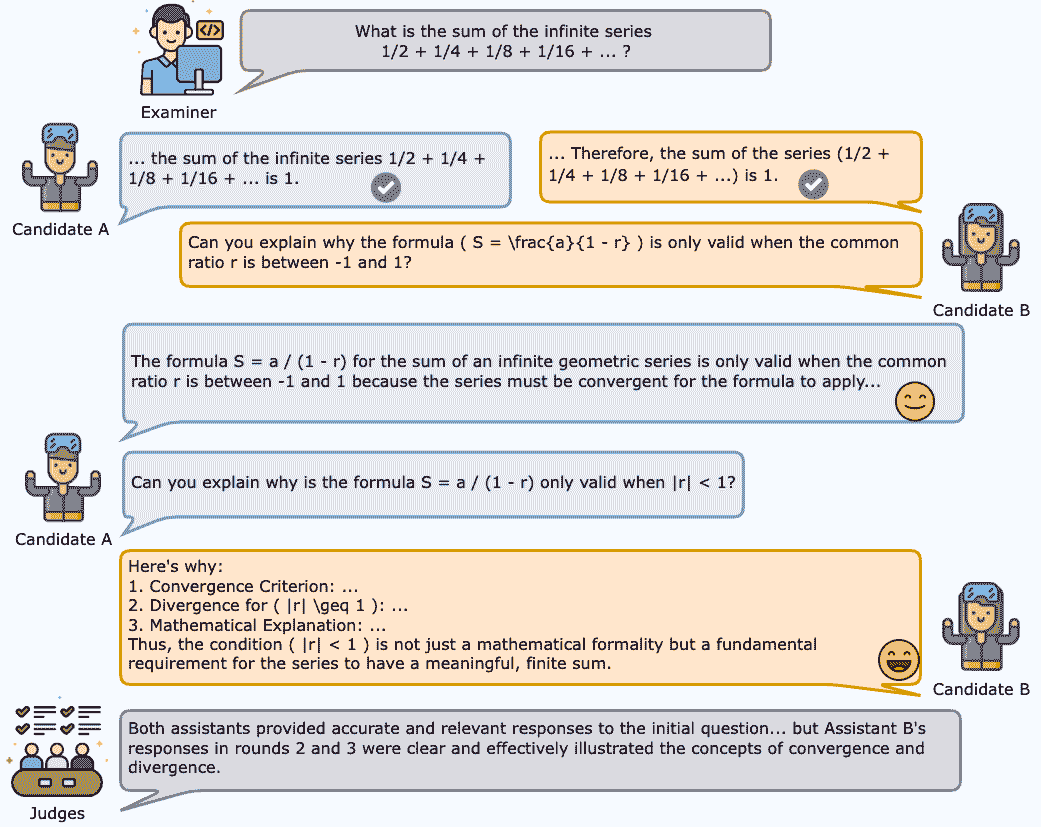 What is the sum of the infinite series
1/2 + 1/4 + 1/8 + 1/16 + ... ?
</>
Examiner
... the sum of the infinite series 1/2 + 1/4 +
1/8 + 1/16 + ... is 1.
Candidate A
... Therefore, the sum of the series (1/2 +
1/4 + 1/8 + 1/16 + ...) is 1.
Can you explain why the formula ( S = \frac{a}{1 - r} ) is only valid when the common
ratio r is between -1 and 1?
Candidate B
The formula S = a / (1 - r) for the sum of an infinite geometric series is only valid when the common
ratio r is between -1 and 1 because the series must be convergent for the formula to apply...
Can you explain why is the formula S = a / (1 - r) only valid when |r| < 1?
Candidate A
Here's why:
1. Convergence Criterion: ...
2. Divergence for ( |r| \geq 1 ): ...
3. Mathematical Explanation: ...
Thus, the condition ( |r| < 1 ) is not just a mathematical formality but a fundamental
requirement for the series to have a meaningful, finite sum.
Candidate B
Both assistants provided accurate and relevant responses to the initial question... but Assistant B's
responses in rounds 2 and 3 were clear and effectively illustrated the concepts of convergence and
divergence.
Judges